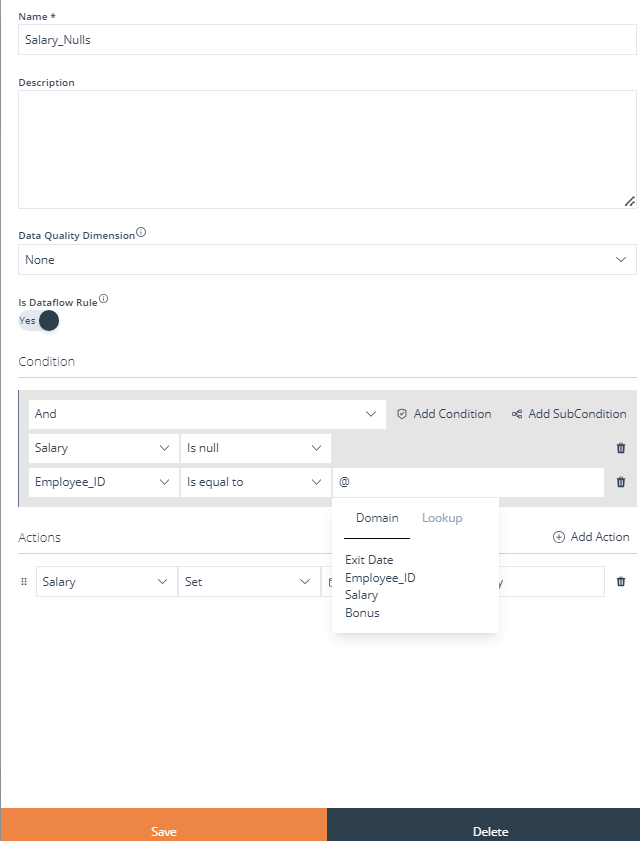 Name *
Salary_Nulls
Description
Data Quality Dimension
None
Is Dataflow Rule
Yes
Condition
And Add Condition Add SubCondition
Salary Is null
Employee_ID Is equal to @
Domain Lookup
Actions Add Action
Exit Date
Employee_ID
Salary
Bonus
Salary Set y
Save Delete